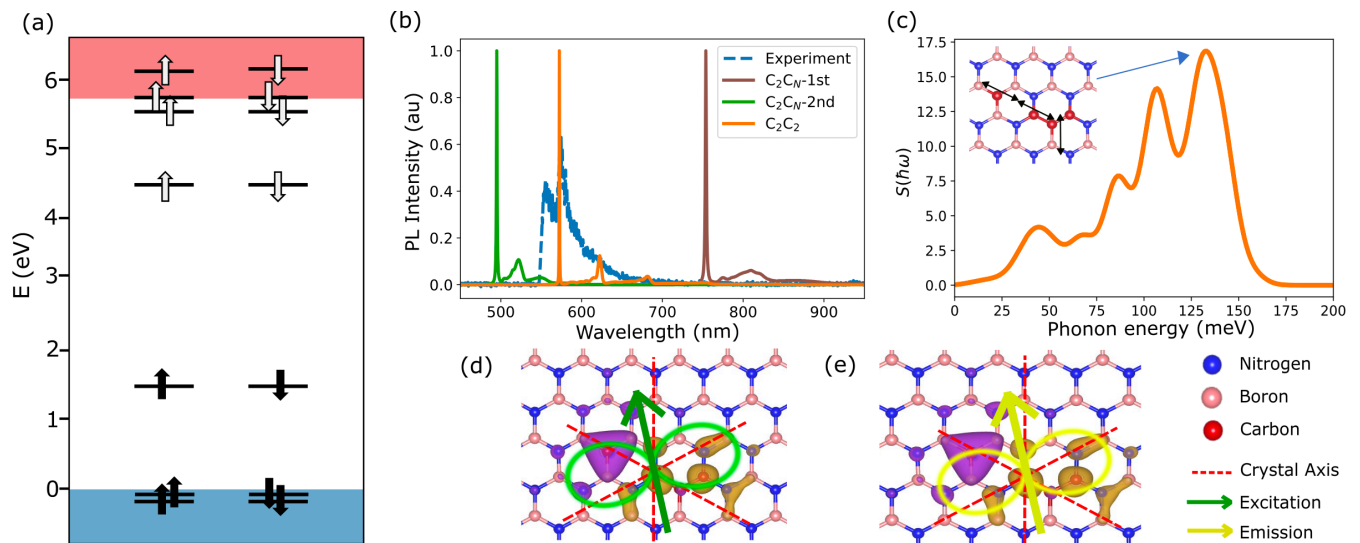 (a)
E (eV)
6
5
4
3
2
1
0
(b)
PL Intensity (au)
1.0
0.8
0.6
0.4
0.2
0.0
500
600
700
800
900
Wavelength (nm)
Experiment
C₂C_N-1st
C₂C_N-2nd
C₂C₂
(c)
S(ħω)
17.5
15.0
12.5
10.0
7.5
5.0
2.5
0.0
0
25
50
75
100
125
150
175
200
Phonon energy (meV)
(d)
(e)
Nitrogen
Boron
Carbon
Crystal Axis
Excitation
Emission